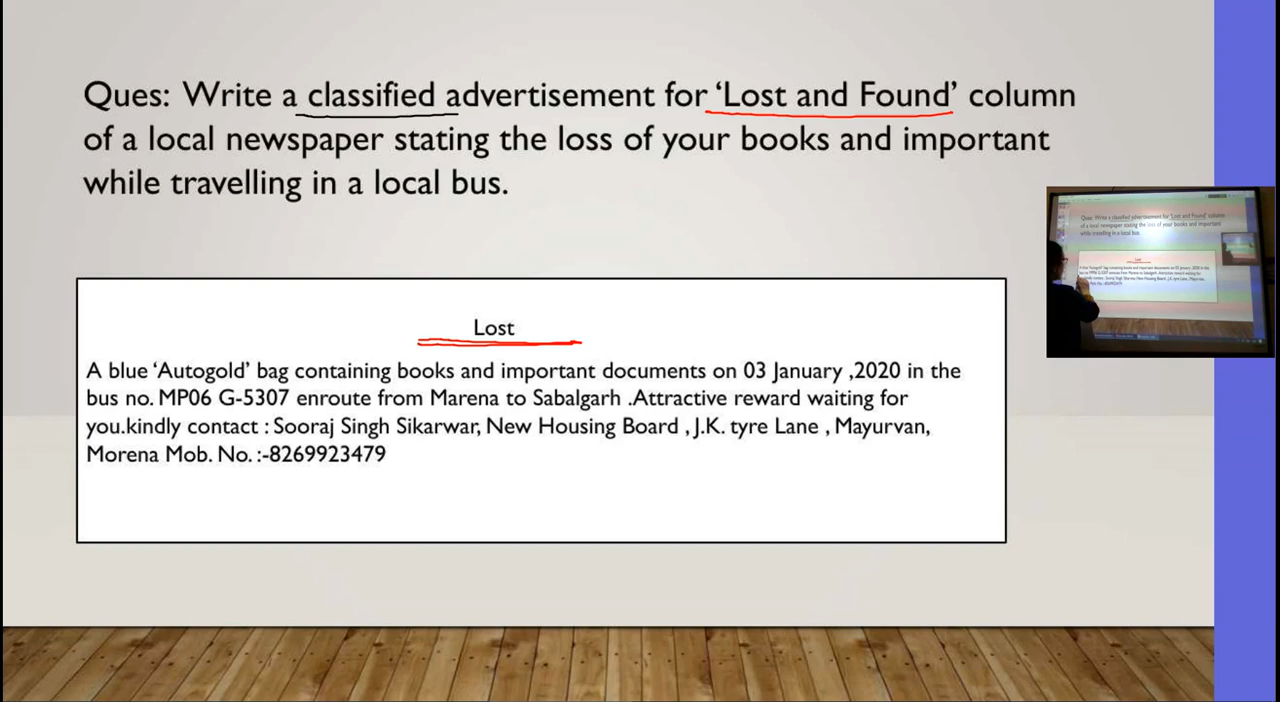 Ques: Write a classified advertisement for ‘Lost and Found’ column
of a local newspaper stating the loss of your books and important
while travelling in a local bus.
Lost
A blue ‘Autogold’ bag containing books and important documents on 03 January ,2020 in the
bus no. MP06 G-5307 enroute from Marena to Sabalgarh .Attractive reward waiting for
you.kindly contact : Sooraj Singh Sikarwar, New Housing Board , J.K. tyre Lane , Mayurvan,
Morena Mob. No. :-8269923479